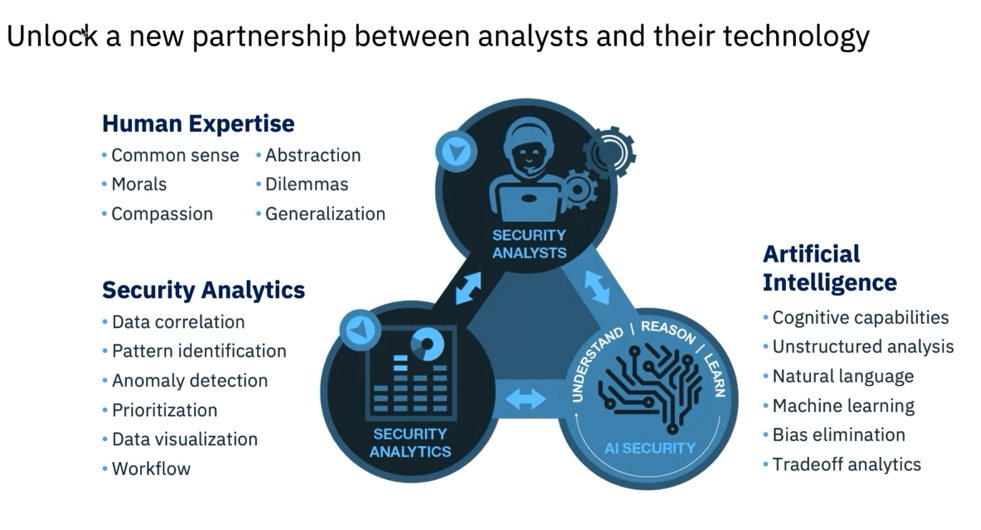 Unlock a new partnership between analysts and their technology
Human Expertise
• Common sense
• Abstraction
• Morals
• Dilemmas
• Compassion
• Generalization
SECURITY
ANALYSTS
Security Analytics
• Data correlation
• Pattern identification
• Anomaly detection
• Prioritization
• Data visualization
• Workflow
SECURITY
ANALYTICS
UNDERSTAND | REASON | LEARN
AI SECURITY
Artificial
Intelligence
• Cognitive capabilities
• Unstructured analysis
• Natural language
• Machine learning
• Bias elimination
• Tradeoff analytics